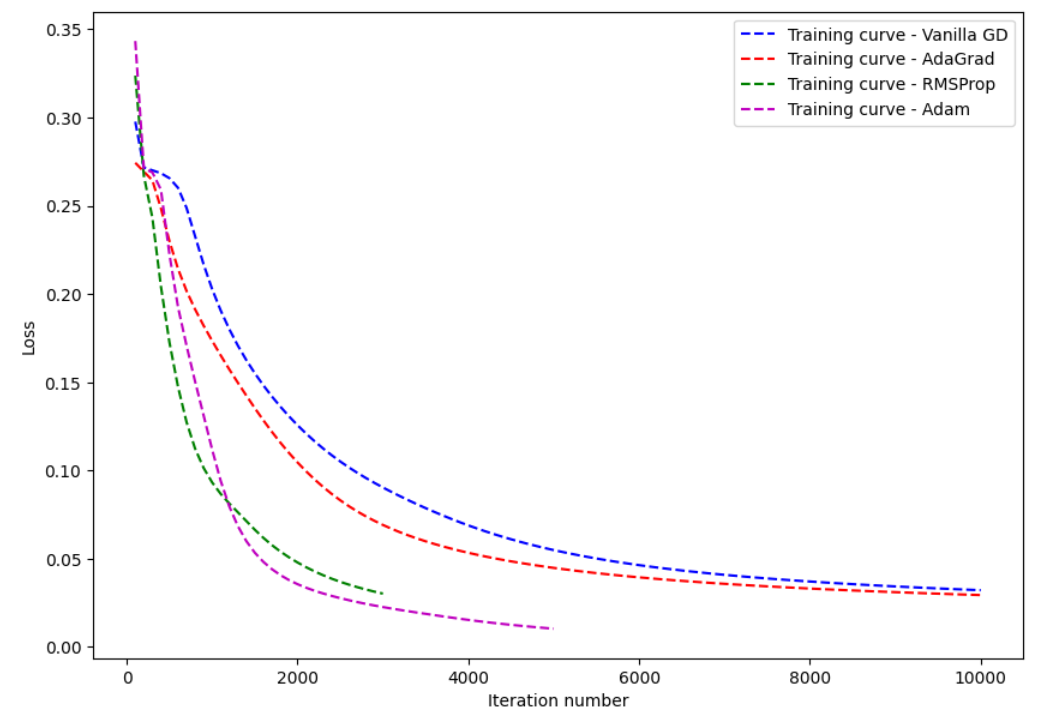 0.35
0.30
0.25
0.20
0.15
0.10
0.05
0.00
Loss
Training curve - Vanilla GD
Training curve - AdaGrad
Training curve - RMSProp
Training curve - Adam
0 2000 4000 6000 8000 10000
Iteration number